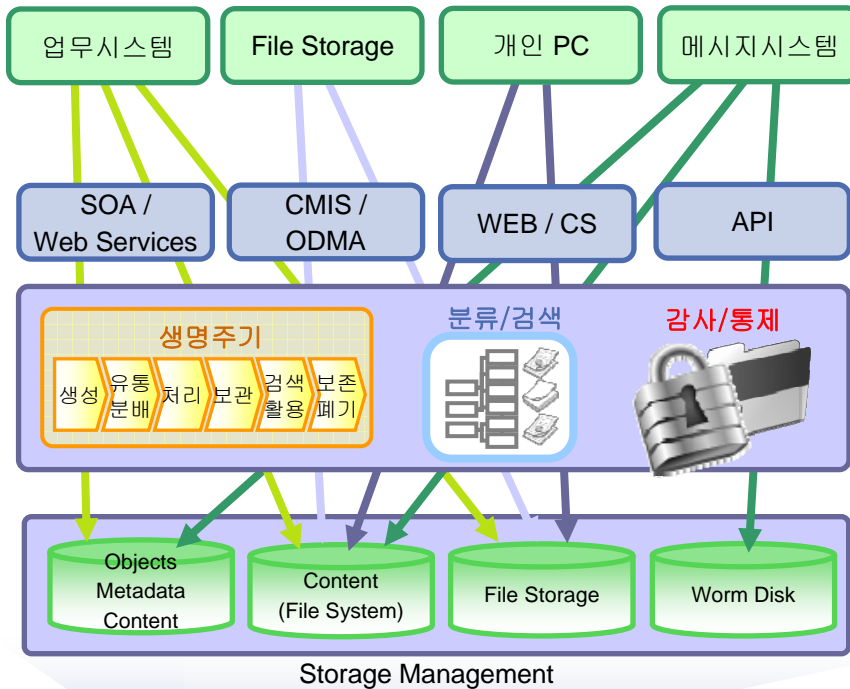 업무시스템
File Storage
개인 PC
메시지시스템
SOA /
Web Services
CMIS /
ODMA
WEB / CS
API
생명주기
생성
유통
분배
처리
보관
검색
활용
보존
폐기
분류/검색
감사/통제
Objects
Metadata
Content
Content
(File System)
File Storage
Worm Disk
Storage Management